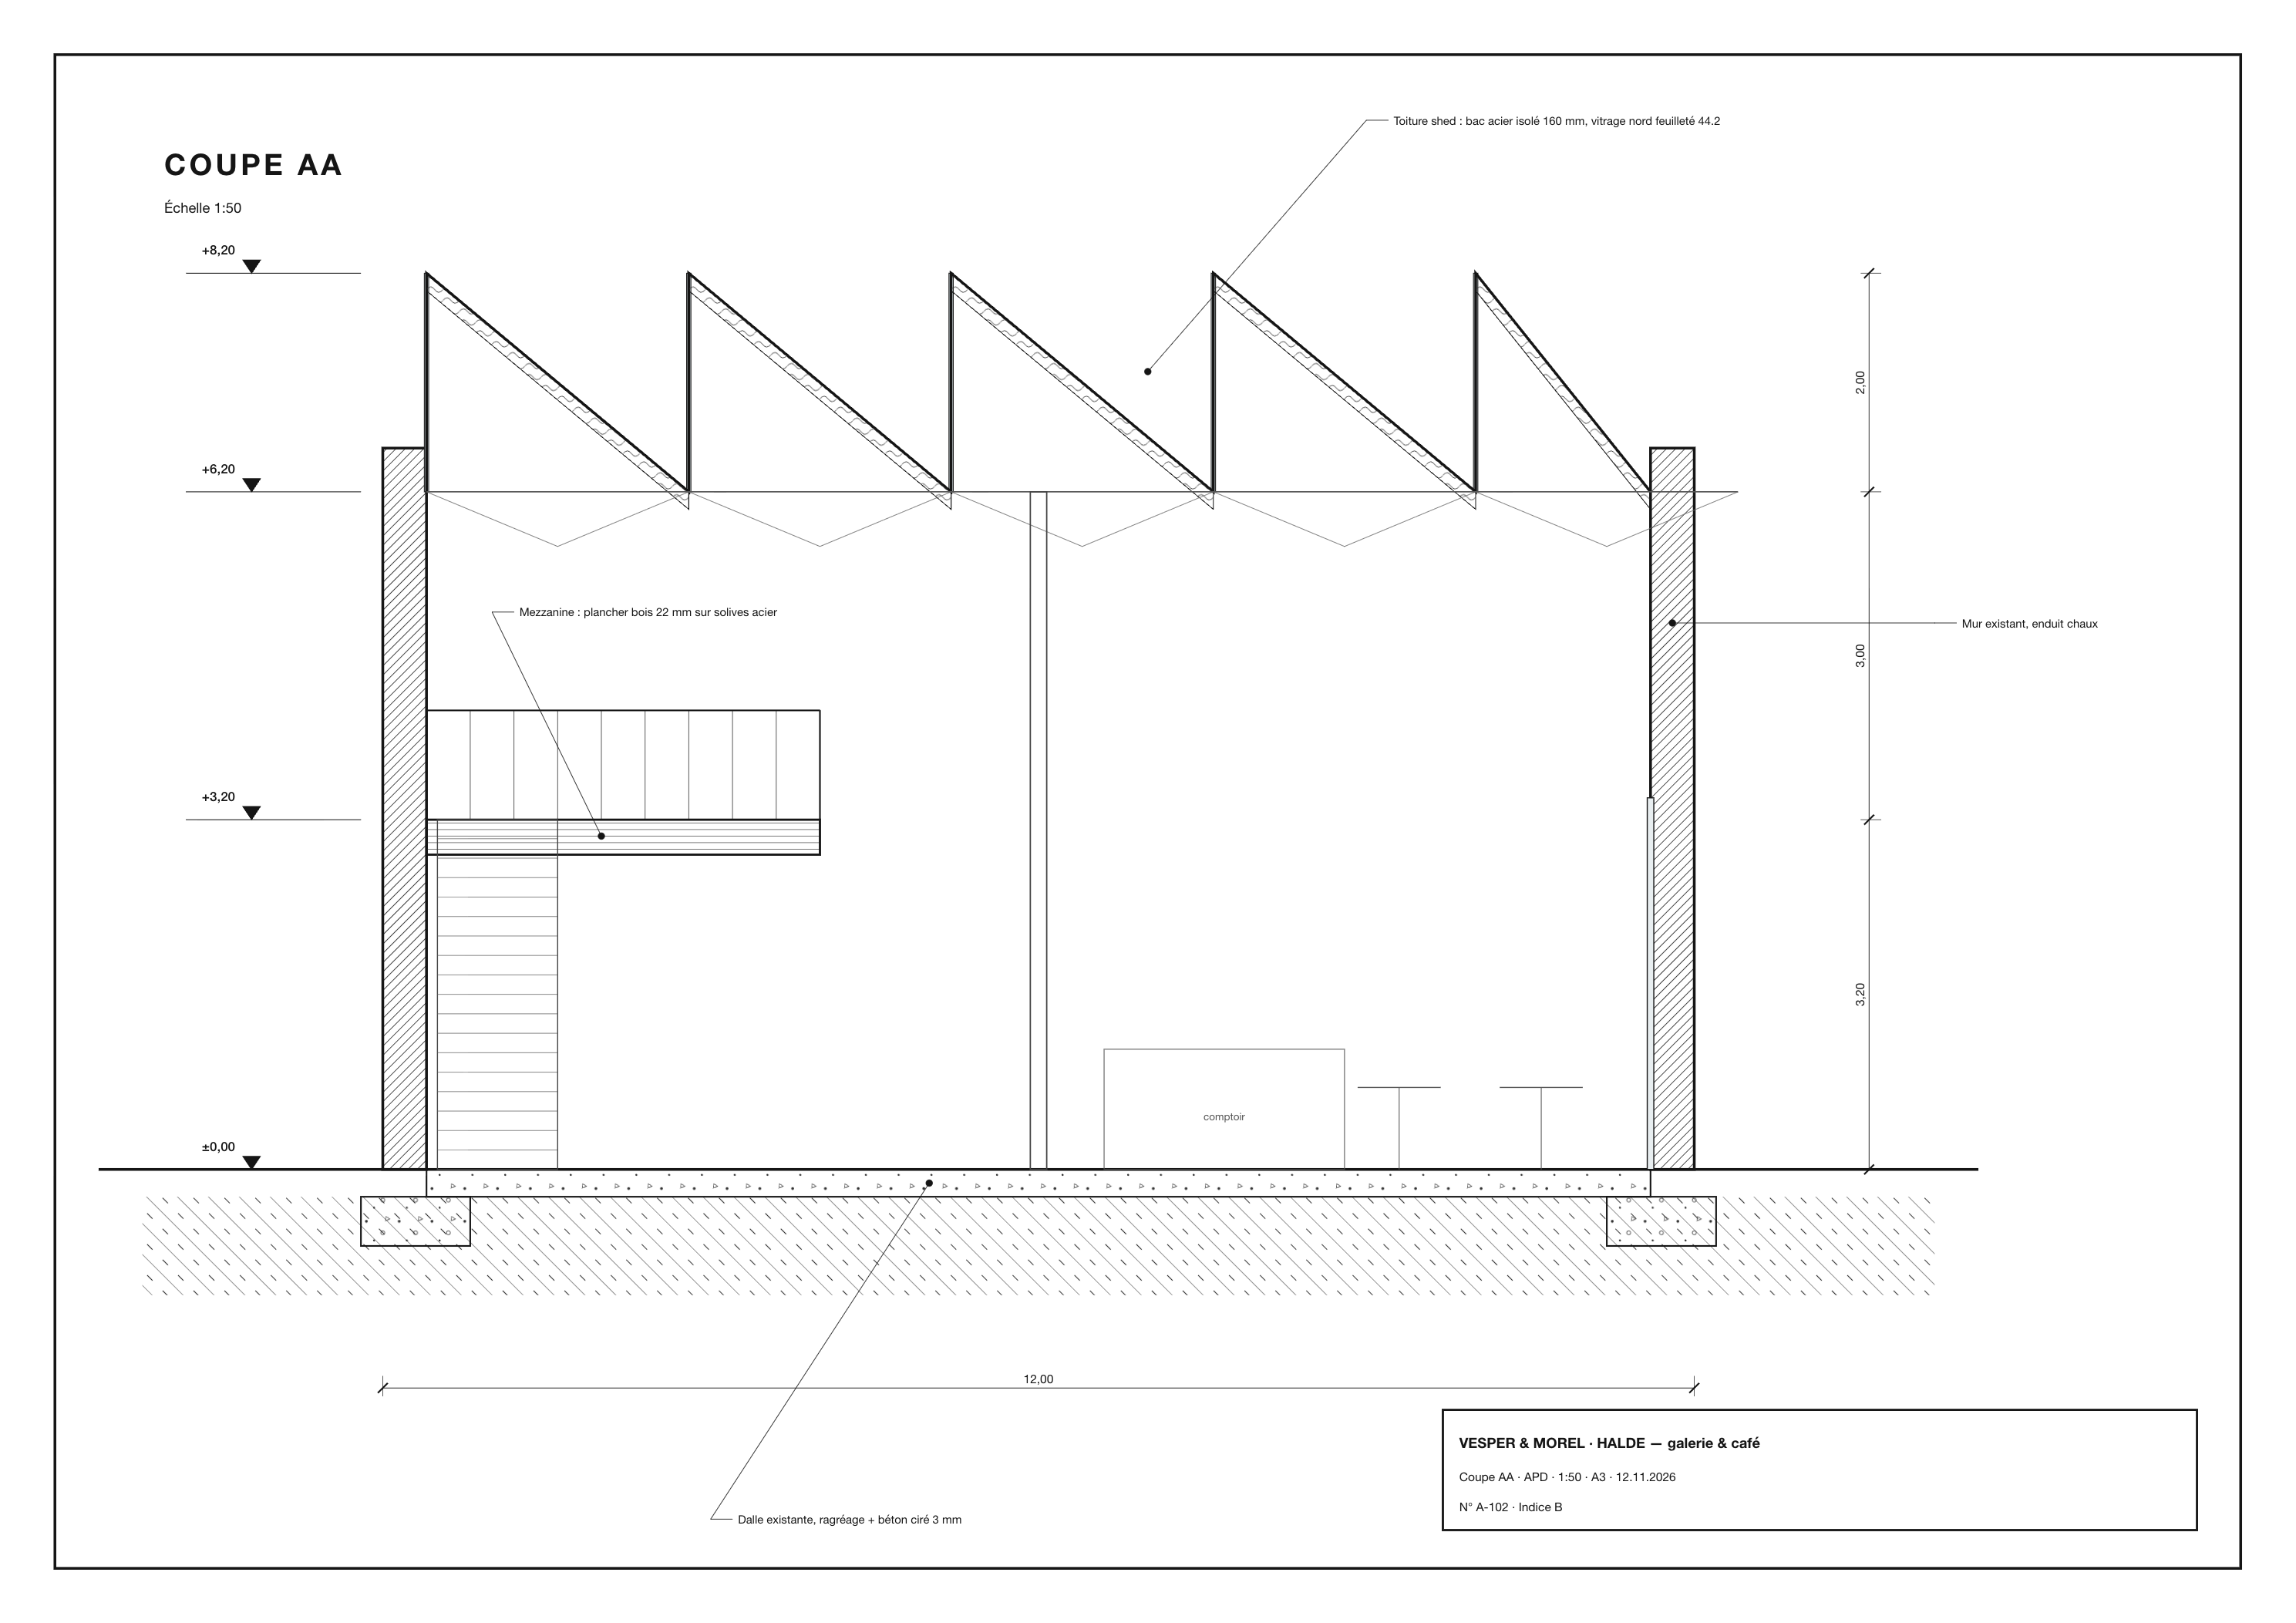 COUPE AA
Échelle 1:50
Toiture shed : bac acier isolé 160 mm, vitrage nord feuilleté 44.2
+8,20
2,00
+6,20
Mezzanine : plancher bois 22 mm sur solives acier
Mur existant, enduit chaux
3,00
+3,20
3,20
comptoir
±0,00
12,00
VESPER & MOREL · HALDE — galerie & café
Coupe AA · APD · 1:50 · A3 · 12.11.2026
N° A-102 · Indice B
Dalle existante, ragréage + béton ciré 3 mm